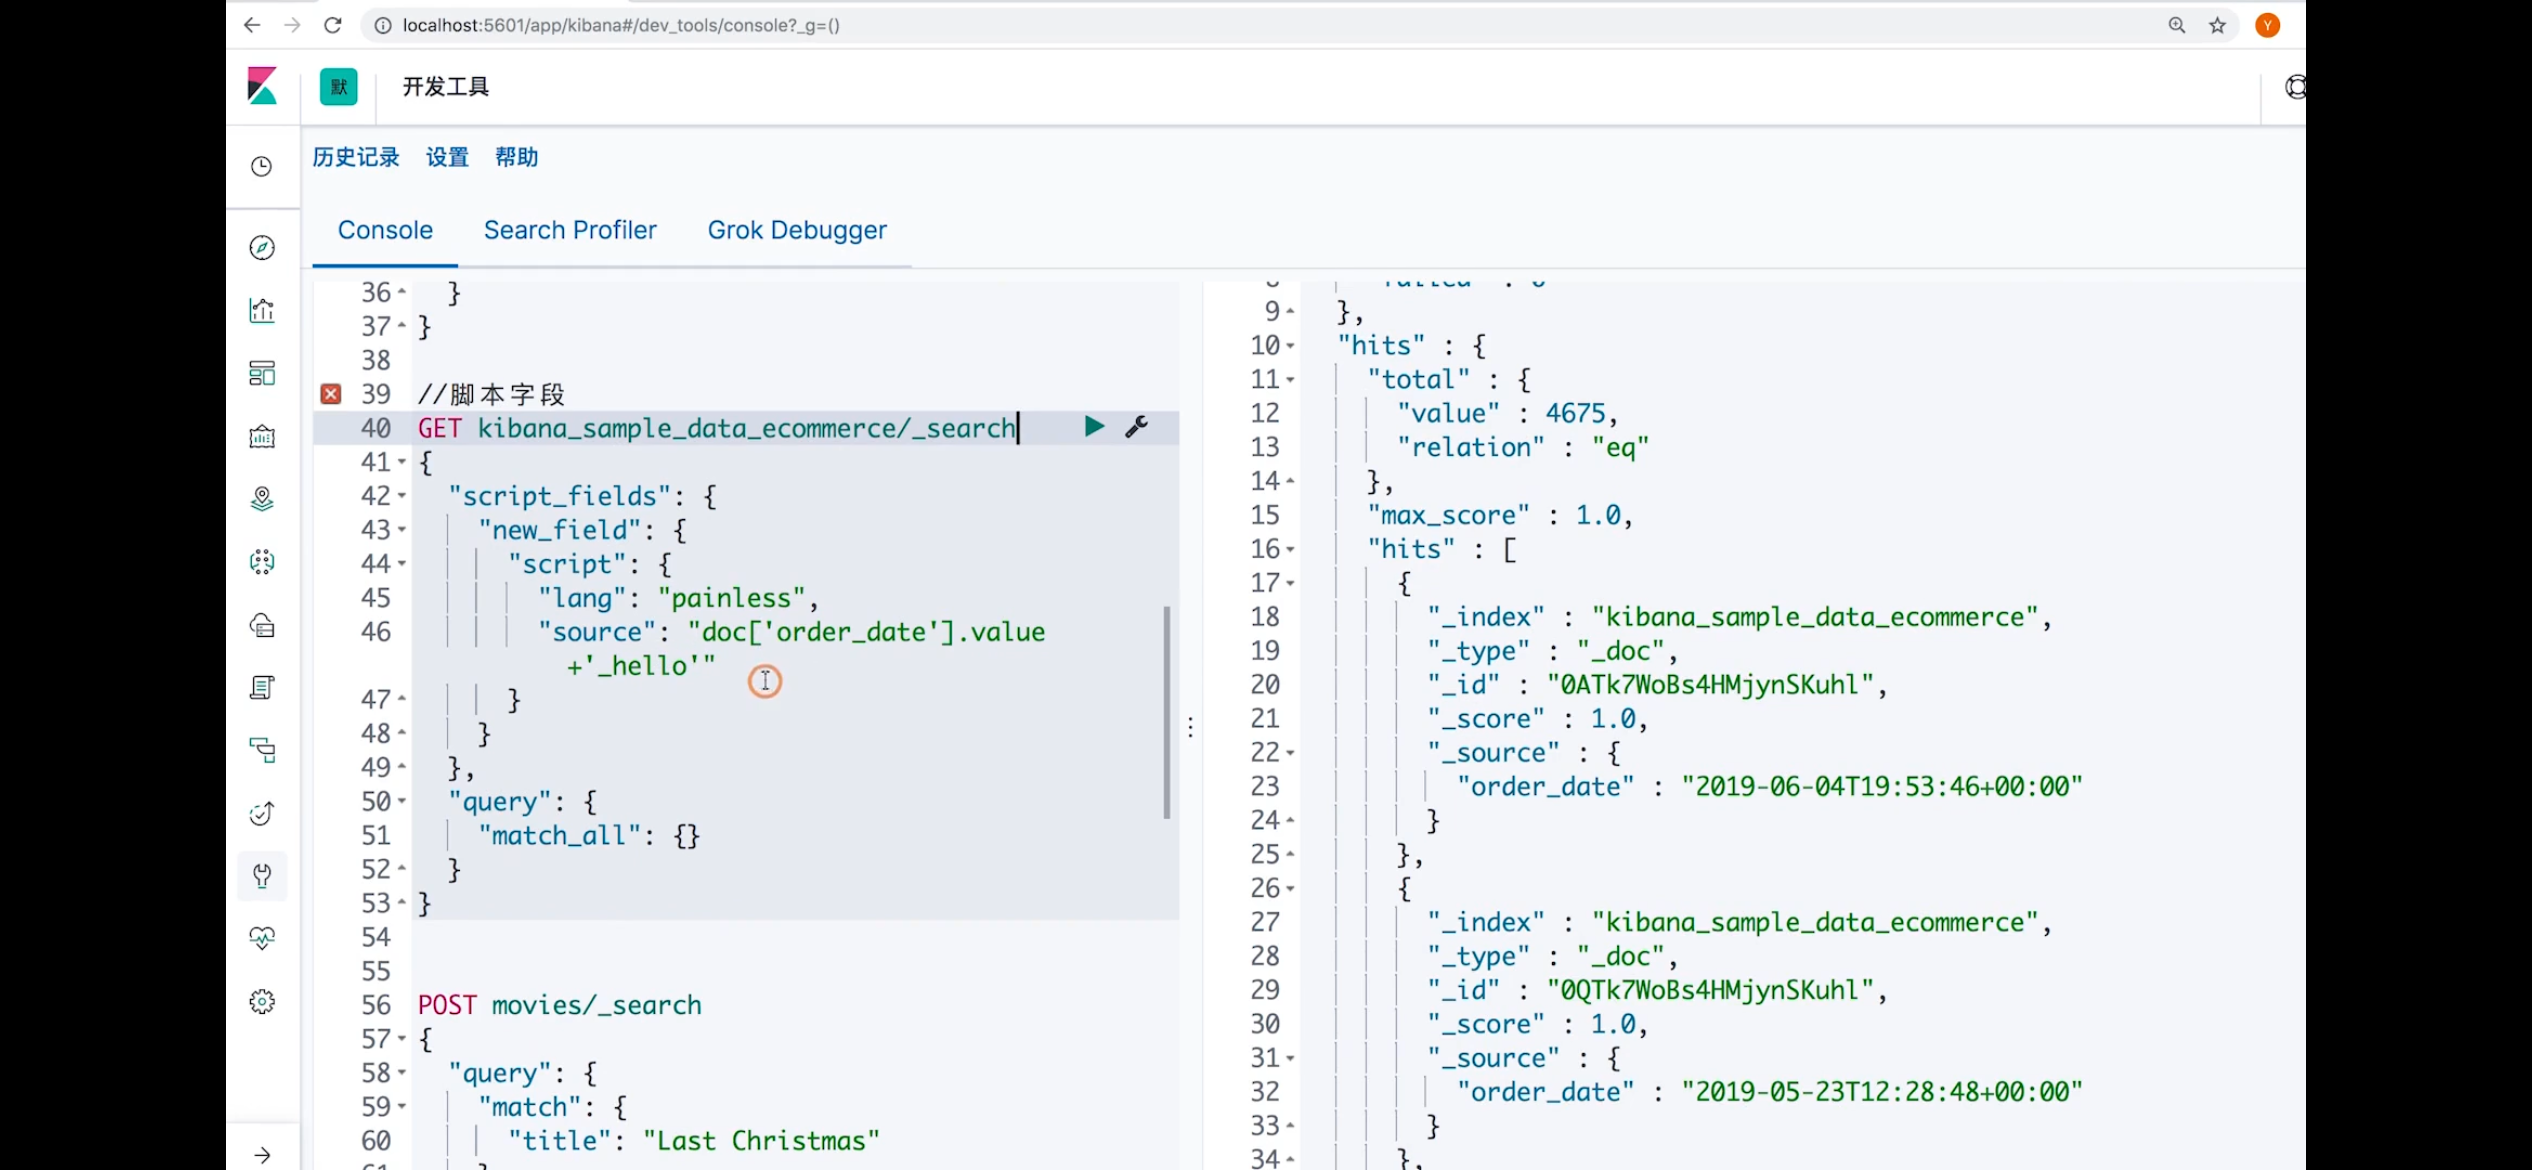 localhost:5601/app/kibana#/dev_tools/console?_g=()
Y
默
开发工具
历史记录 设置 帮助
Console Search Profiler Grok Debugger
36 }
37 }
38
39 //脚本字段
40 GET kibana_sample_data_ecommerce/_search
41 {
42 "script_fields": {
43 "new_field": {
44 "script": {
45 "lang": "painless",
46 "source": "doc['order_date'].value
+'_hello'"
47 }
48 }
49 },
50 "query": {
51 "match_all": {}
52 }
53 }
54
55
56 POST movies/_search
57 {
58 "query": {
59 "match": {
60 "title": "Last Christmas"
9 },
10 "hits" : {
11 "total" : {
12 "value" : 4675,
13 "relation" : "eq"
14 },
15 "max_score" : 1.0,
16 "hits" : [
17 {
18 "_index" : "kibana_sample_data_ecommerce",
19 "_type" : "_doc",
20 "_id" : "0ATk7WoBs4HMjynSKuhl",
21 "_score" : 1.0,
22 "_source" : {
23 "order_date" : "2019-06-04T19:53:46+00:00"
24 }
25 },
26 {
27 "_index" : "kibana_sample_data_ecommerce",
28 "_type" : "_doc",
29 "_id" : "0QTk7WoBs4HMjynSKuhl",
30 "_score" : 1.0,
31 "_source" : {
32 "order_date" : "2019-05-23T12:28:48+00:00"
33 }
34 },